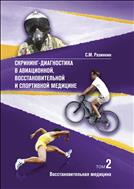 С.М. Разинкин
СКРИНИНГ-ДИАГНОСТИКА
В АВИАЦИОННОЙ,
ВОССТАНОВИТЕЛЬНОЙ
И СПОРТИВНОЙ МЕДИЦИНЕ
ТОМ 2
Восстановительная медицина